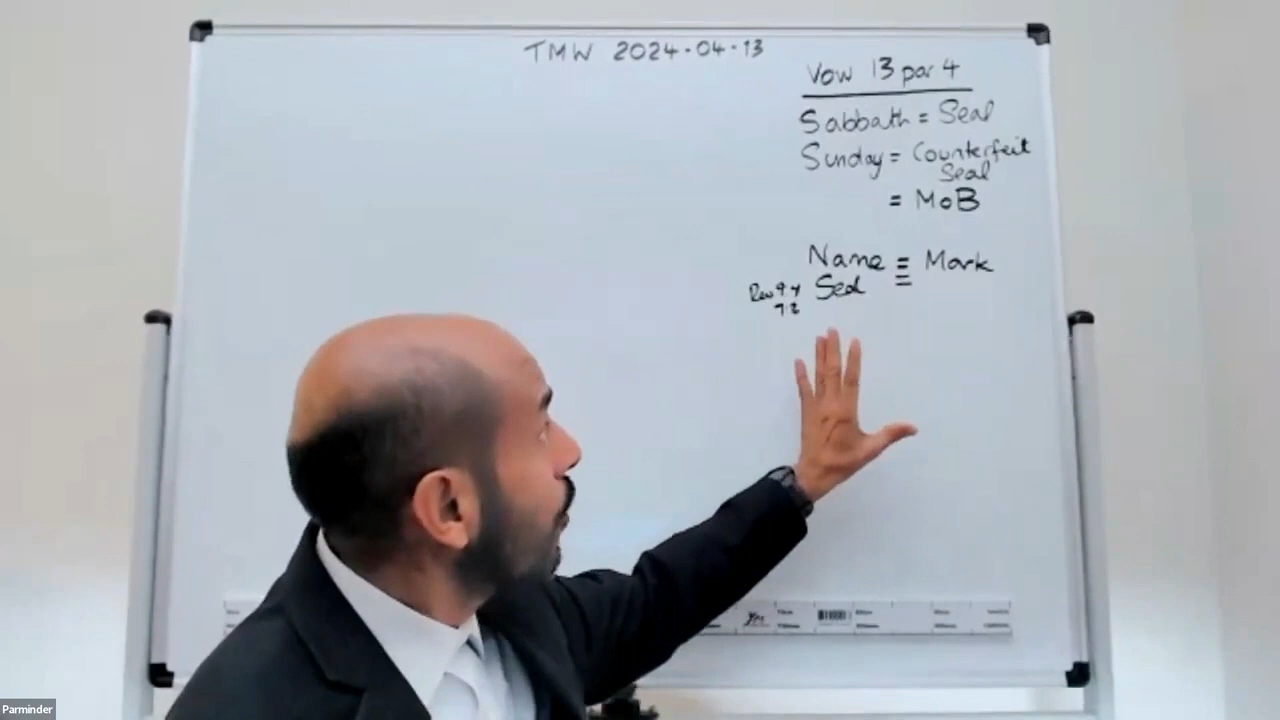 TMW 2024-04-13
Vow 13 par 4
Sabbath = Seal
Sunday = Counterfeit
Seal
= MoB
Name ≡ Mark
Rev 9 4 Seal =
7:2
Parminder